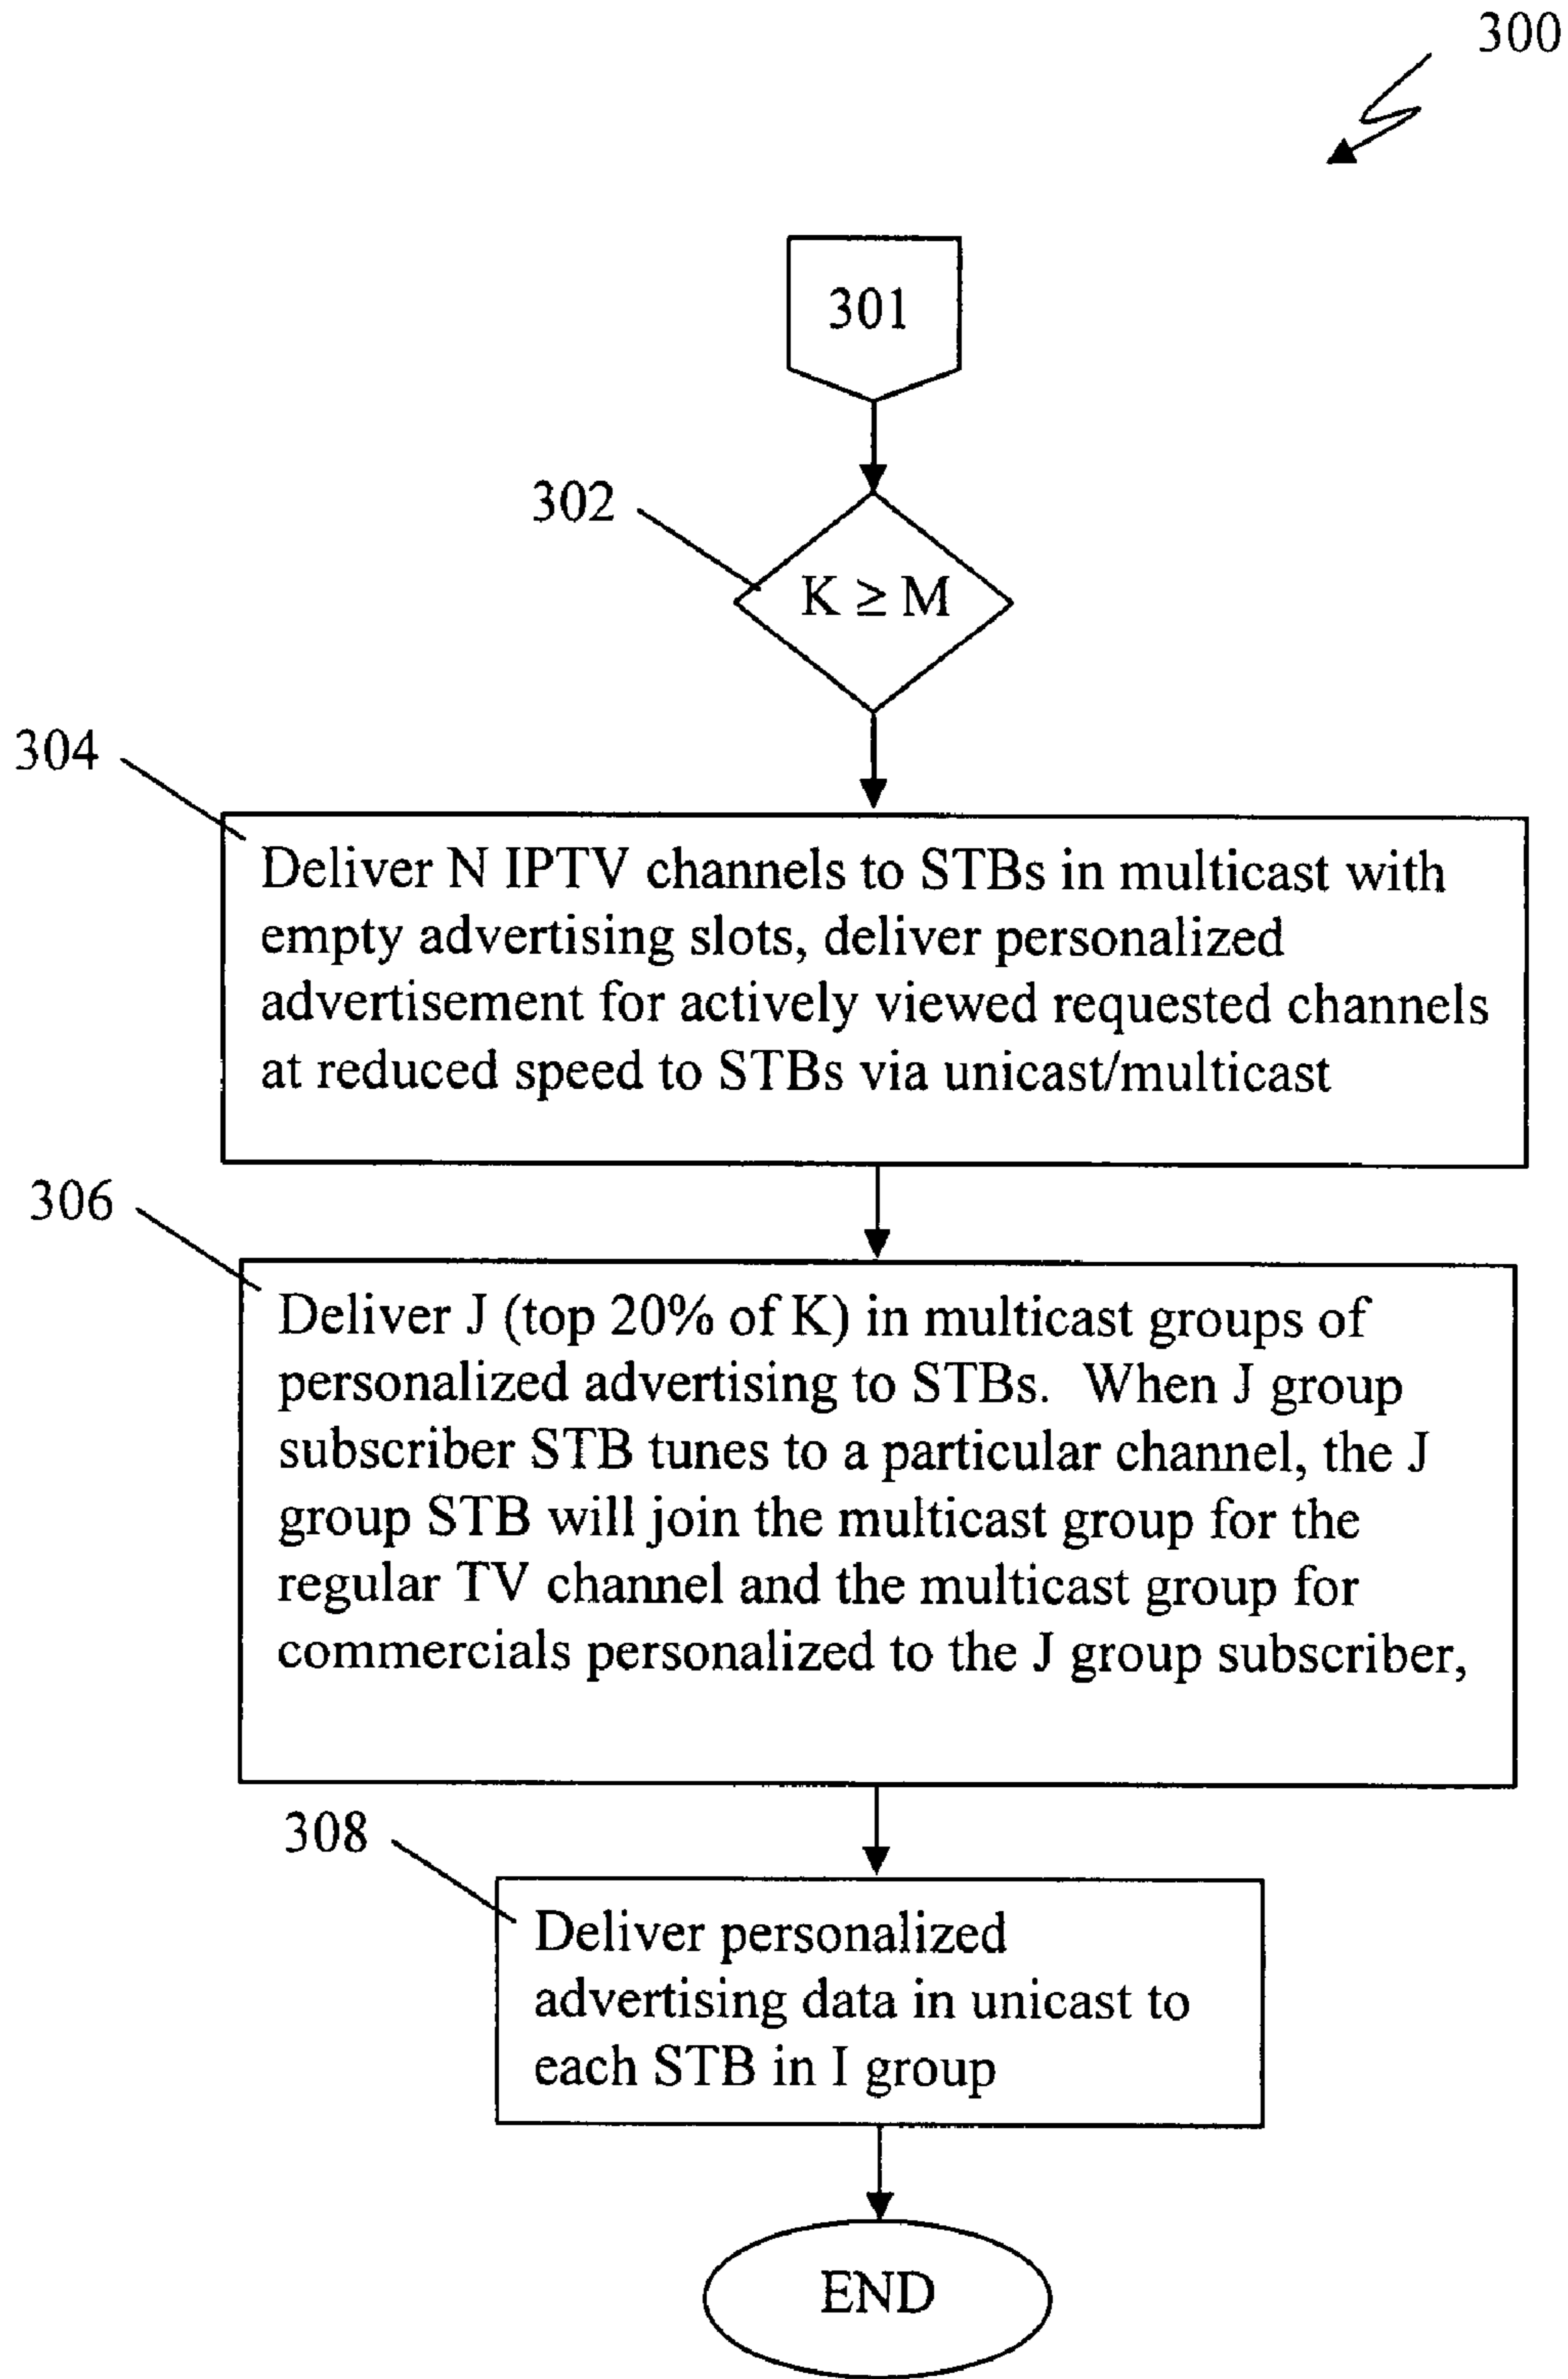 300
301
302
K ≥ M
304
Deliver N IPTV channels to STBs in multicast with
empty advertising slots, deliver personalized
advertisement for actively viewed requested channels
at reduced speed to STBs via unicast/multicast
306
Deliver J (top 20% of K) in multicast groups of
personalized advertising to STBs. When J group
subscriber STB tunes to a particular channel, the J
group STB will join the multicast group for the
regular TV channel and the multicast group for
commercials personalized to the J group subscriber,
308
Deliver personalized
advertising data in unicast to
each STB in I group
END